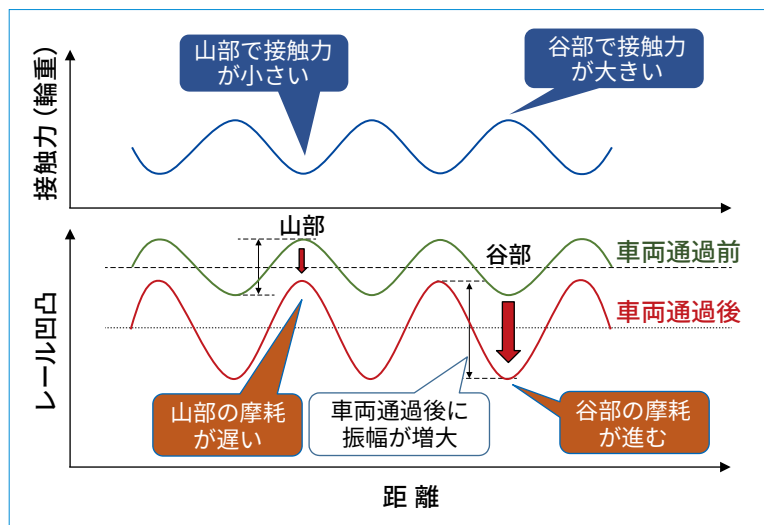 接触力（輪重）
山部で接触力
が小さい
谷部で接触力
が大きい
レール凹凸
山部
谷部
車両通過前
車両通過後
山部の摩耗
が遅い
車両通過後に
振幅が増大
谷部の摩耗
が進む
距 離